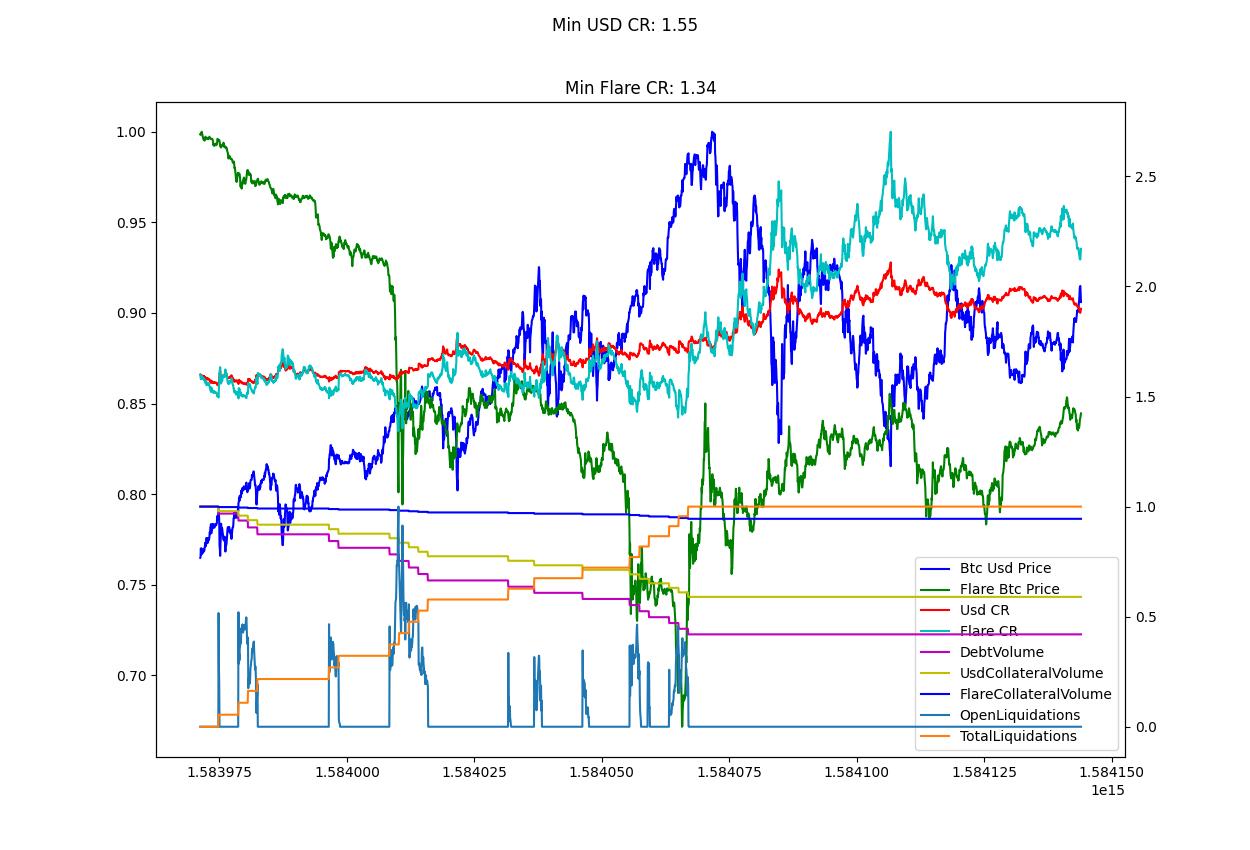 Min USD CR: 1.55
Min Flare CR: 1.34
1.00
0.95
0.90
0.85
0.80
0.75
0.70
2.5
2.0
1.5
1.0
0.5
0.0
Btc Usd Price
Flare Btc Price
Usd CR
Flare CR
DebtVolume
UsdCollateralVolume
FlareCollateralVolume
OpenLiquidations
TotalLiquidations
1.583975 1.584000 1.584025 1.584050 1.584075 1.584100 1.584125 1.584150
1e15